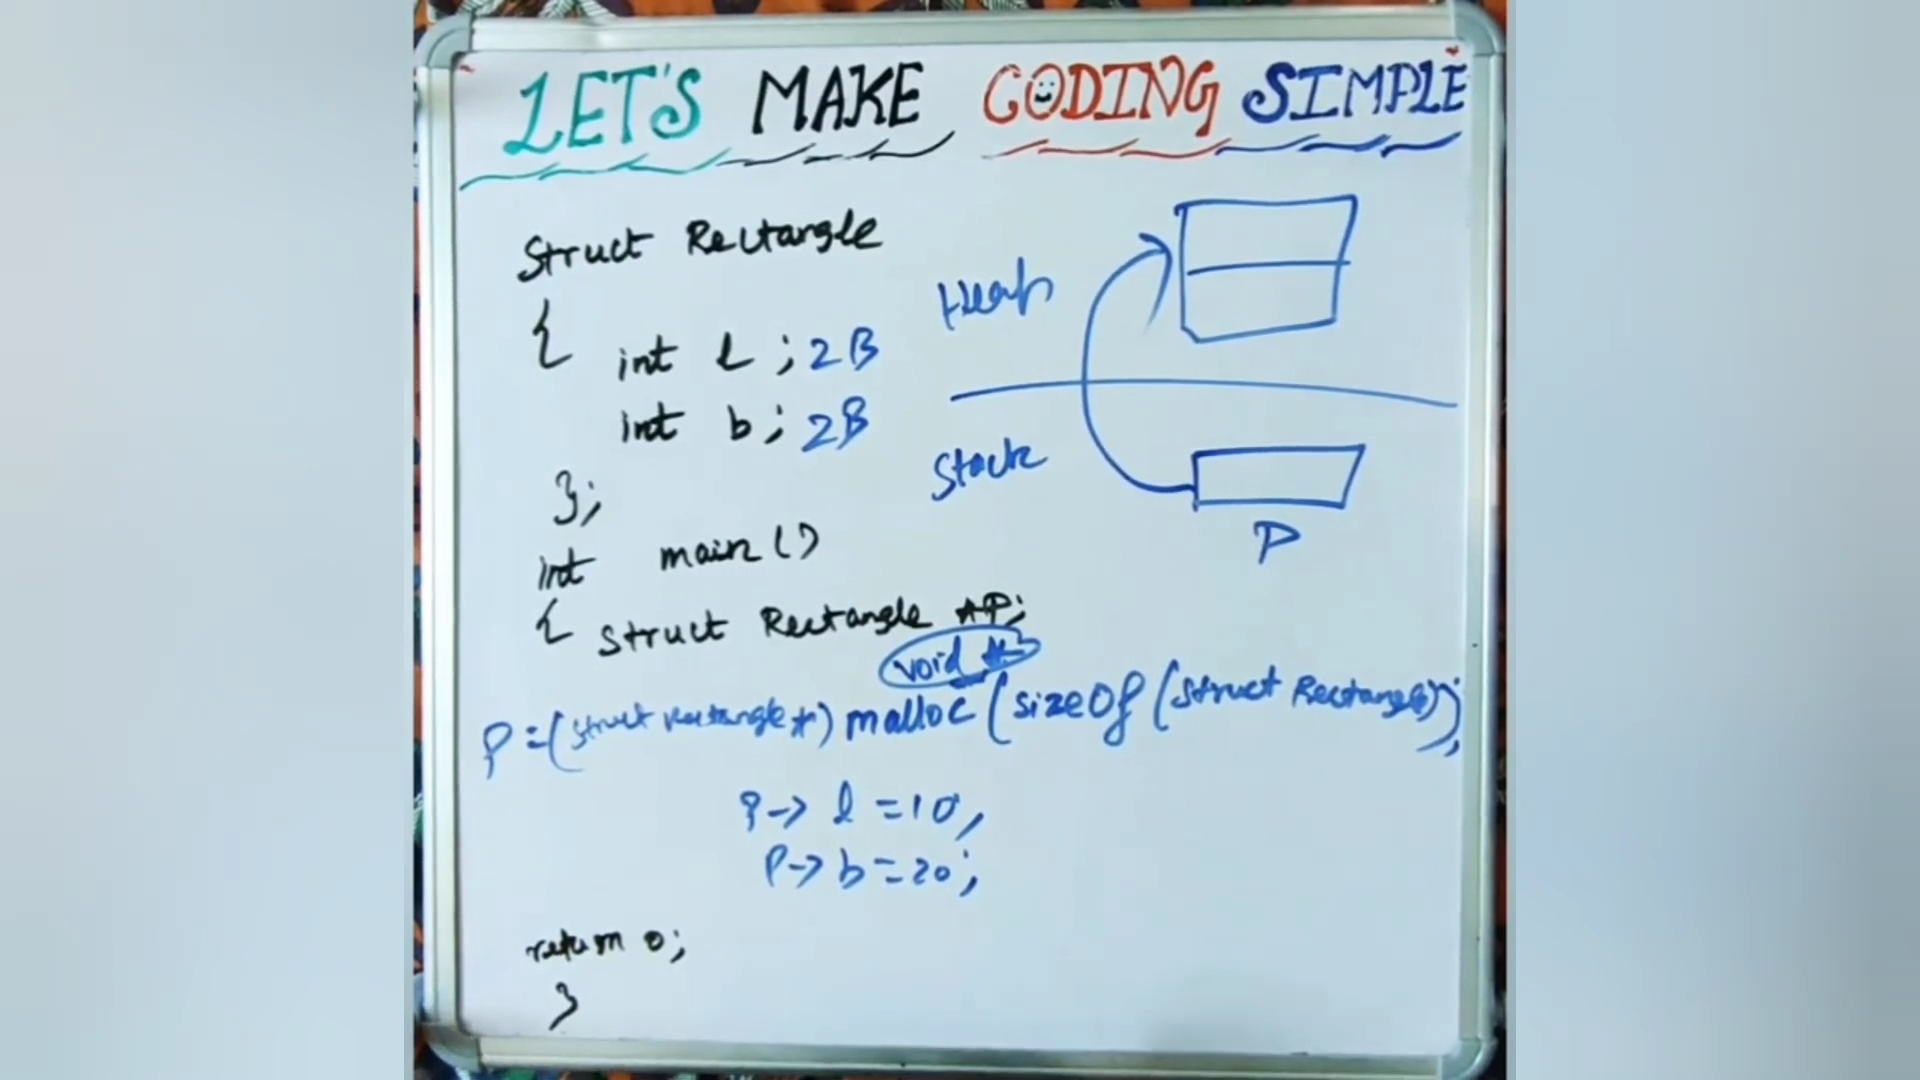 LET'S MAKE CODING SIMPLE
Struct Rectangle
{
int l; 2B
int b; 2B
};
int main()
{ Struct Rectangle *P;
void *
P=(Struct Rectangle*) malloc(sizeOf(Struct Rectangle));
P-> l =10,
P-> b=20;
return 0;
}
Heap
Stack
P